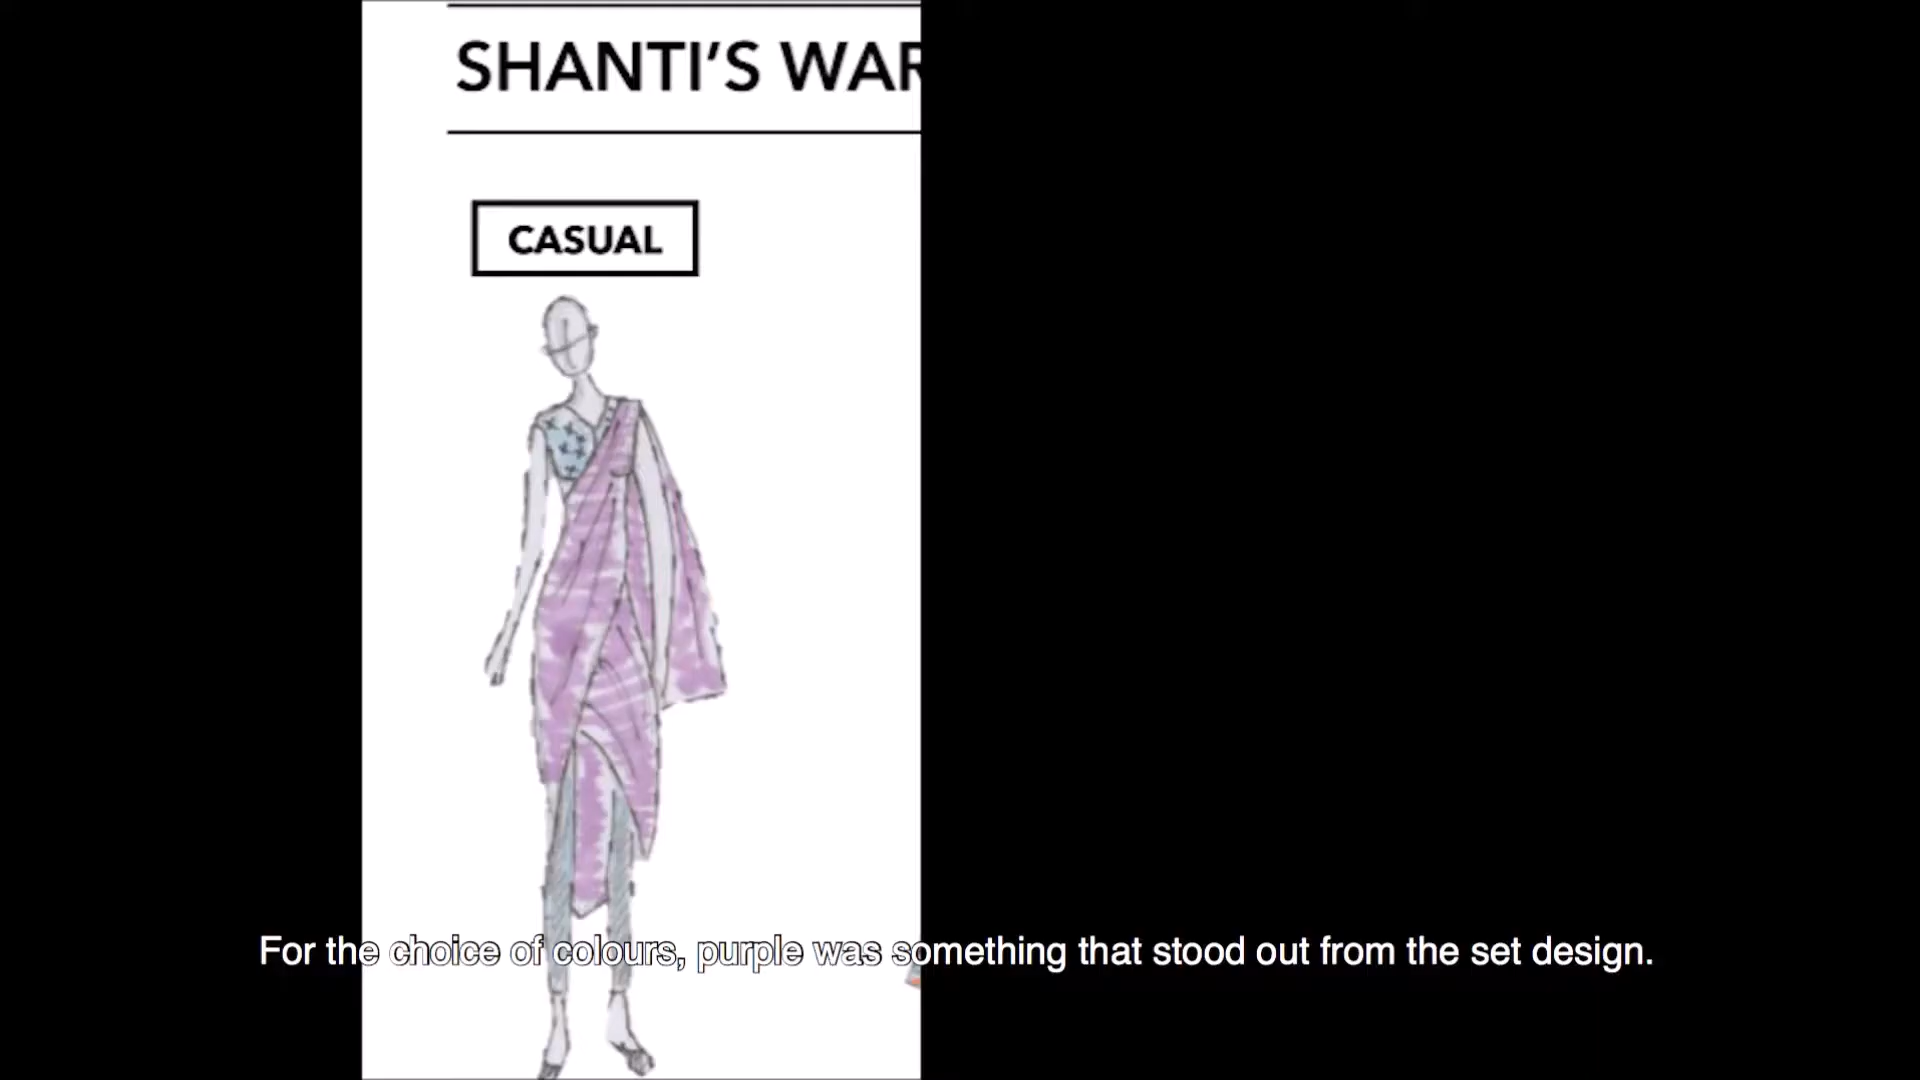 SHANTI'S WAR
CASUAL
For the choice of colours, purple was something that stood out from the set design.